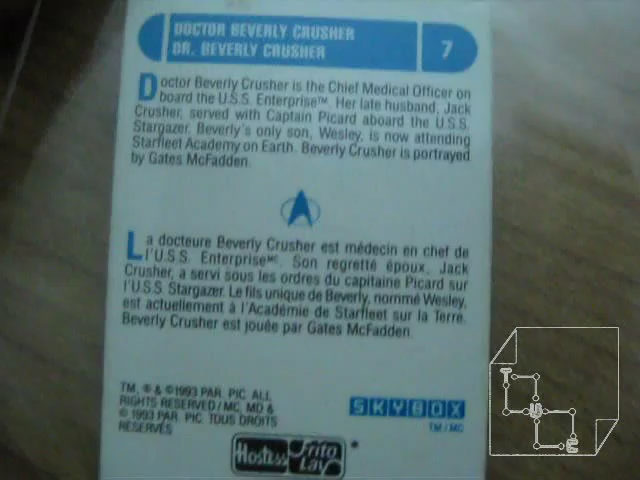 DOCTOR BEVERLY CRUSHER
DR. BEVERLY CRUSHER
7
Doctor Beverly Crusher is the Chief Medical Officer on
board the U.S.S. Enterprise™. Her late husband, Jack
Crusher, served with Captain Picard aboard the U.S.S.
Stargazer. Beverly's only son, Wesley, is now attending
Starfleet Academy on Earth. Beverly Crusher is portrayed
by Gates McFadden.
La docteure Beverly Crusher est médecin en chef de
l'U.S.S. Enterprise MC. Son regretté époux, Jack
Crusher, a servi sous les ordres du capitaine Picard sur
l'U.S.S. Stargazer. Le fils unique de Beverly, nommé Wesley,
est actuellement à l'Académie de Starfleet sur la Terre.
Beverly Crusher est jouée par Gates McFadden.
TM, ® & ©1993 PAR. PIC. ALL
RIGHTS RESERVED / MC, MD &
© 1993 PAR. PIC. TOUS DROITS
RÉSERVÉS
SKYBOX
TM / MC
Hostess Frito Lay *